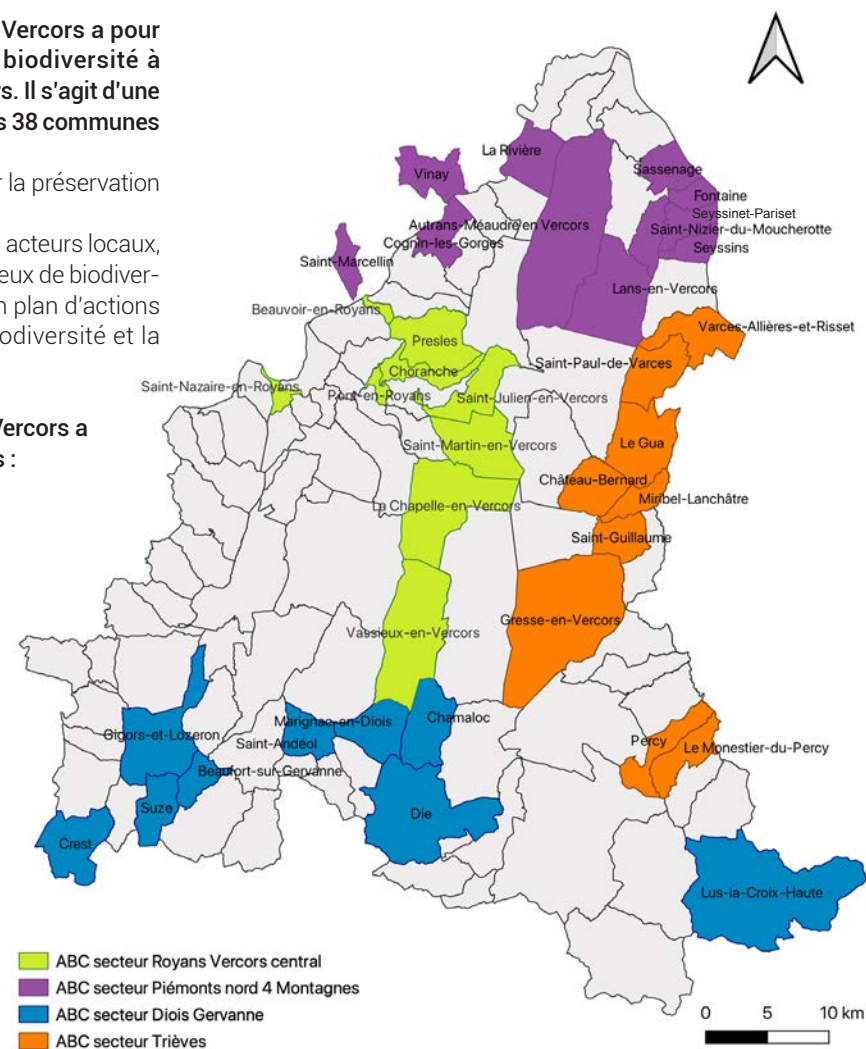 Vercors a pour
biodiversité à
rs. Il s'agit d'une
s 38 communes
r la préservation
acteurs locaux,
eux de biodiver-
n plan d'actions
odiversité et la
Vercors a
s :
La Rivière
Vinay
Sassenage
Fontaine
Seyssinet-Pariset
Autrans-Méaudre en Vercors
Saint-Nizier-du-Moucherotte
Cognin-les-Gorges
Seyssins
Saint-Marcellin
Lans-en-Vercors
Beauvoir-en-Royans
Varces-Allières-et-Risset
Presles
Saint-Paul-de-Varces
Choranche
Saint-Nazaire-en-Royans
Pont-en-Royans
Saint-Julien-en-Vercors
Saint-Martin-en-Vercors
Le Gua
Château-Bernard
Miribel-Lanchâtre
La Chapelle-en-Vercors
Saint-Guillaume
Vassieux-en-Vercors
Gresse-en-Vercors
Chamaloc
Marignac-en-Diois
Gigors-et-Lozeron
Saint-Andéol
Percy
Le Monestier-du-Percy
Beaufort-sur-Gervanne
Suze
Die
Crest
Lus-la-Croix-Haute
ABC secteur Royans Vercors central
ABC secteur Piémonts nord 4 Montagnes
ABC secteur Diois Gervanne
ABC secteur Trièves
0 5 10 km